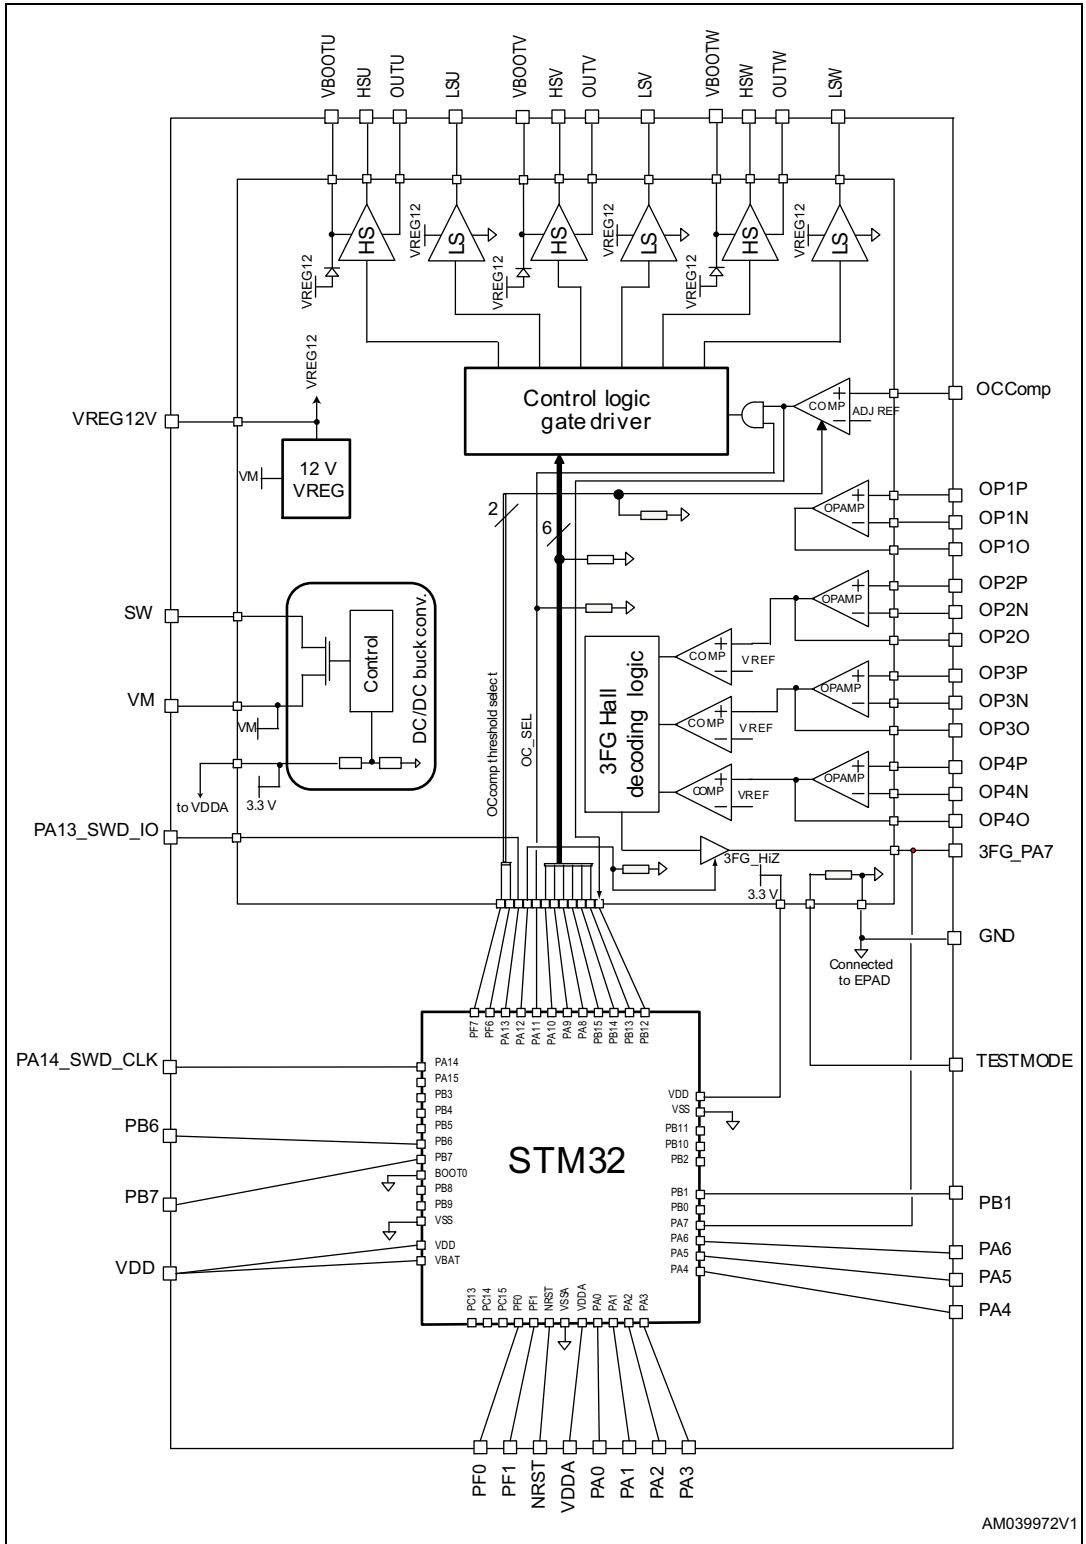 VBOOTU
HSU
OUTU
LSU
VBOOTV
HSV
OUTV
LSV
VBOOTW
HSW
OUTW
LSW
VREG12
HS
VREG12
LS
VREG12
HS
VREG12
LS
VREG12
HS
VREG12
LS
VREG12
VREG12
VREG12
VREG12V
VM
12 V
VREG
Control logic
gate driver
COMP
+
−
ADJ REF
OCComp
2
6
OPAMP
+
−
OP1P
OP1N
OP1O
SW
VM
VM
Control
DC/DC buck conv.
to VDDA
3.3 V
OCcomp threshold select
OC_SEL
3FG Hall
decoding logic
COMP
+
−
VREF
COMP
+
−
VREF
COMP
+
−
VREF
OPAMP
+
−
OP2P
OP2N
OP2O
OPAMP
+
−
OP3P
OP3N
OP3O
OPAMP
+
−
OP4P
OP4N
OP4O
PA13_SWD_IO
3FG_HiZ
3.3 V
3FG_PA7
GND
Connected
to EPAD
TESTMODE
PF7
PF6
PA13
PA12
PA11
PA10
PA9
PA8
PB15
PB14
PB13
PB12
PA14_SWD_CLK
PB6
PB7
VDD
PA14
PA15
PB3
PB4
PB5
PB6
PB7
BOOT0
PB8
PB9
VSS
VDD
VBAT
STM32
VDD
VSS
PB11
PB10
PB2
PB1
PB0
PA7
PA6
PA5
PA4
PB1
PA6
PA5
PA4
PC13
PC14
PC15
PF0
PF1
NRST
VSSA
VDDA
PA0
PA1
PA2
PA3
PF0
PF1
NRST
VDDA
PA0
PA1
PA2
PA3
AM039972V1